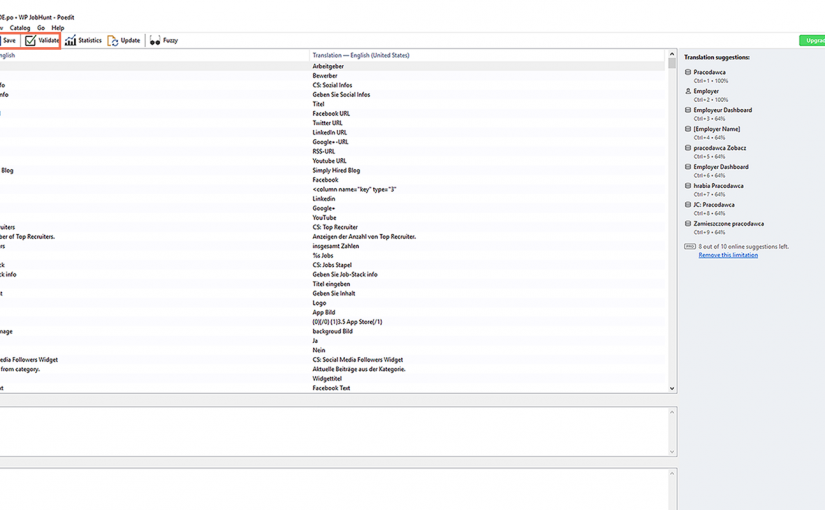 DE.po • WP JobHunt - Poedit
Catalog Go Help
Save Validate Statistics Update Fuzzy Upgrad
nglish Translation — English (United States)
Arbeitgeber
Bewerber
fo CS: Sozial Infos
nfo Geben Sie Social Infos
Titel
Facebook URL
Twitter URL
LinkedIn URL
Google+-URL
RSS-URL
Youtube URL
Blog Simply Hired Blog
Facebook
<column name="key" type="3"
Linkedin
Google+
YouTube
uiters CS: Top Recruiter
ber of Top Recruiters. Anzeigen der Anzahl von Top Recruiter.
rs insgesamt Zahlen
Tis Jobs
ck CS: Jobs Stapel
ck info Geben Sie Job-Stack info
Titel eingeben
t Geben Sie Inhalt
Logo
App Bild
{0}[/0} {1}3.5 App Store{/1}
mage backgroud Bild
Ja
Nein
edia Followers Widget CS: Social Media Followers Widget
from category. Aktuelle Beiträge aus der Kategorie.
Widgettitel
xt Facebook Text
Translation suggestions:
Pracodawca
Ctrl+1 • 100%
Employer
Ctrl+2 • 100%
Employeur Dashboard
Ctrl+3 • 64%
[Employer Name]
Ctrl+4 • 64%
pracodawca Zobacz
Ctrl+5 • 64%
Employer Dashboard
Ctrl+6 • 64%
hrabia Pracodawca
Ctrl+7 • 64%
JC: Pracodawca
Ctrl+8 • 64%
Zamieszczone pracodawca
Ctrl+9 • 64%
PRO 8 out of 10 online suggestions left.
Remove this limitation